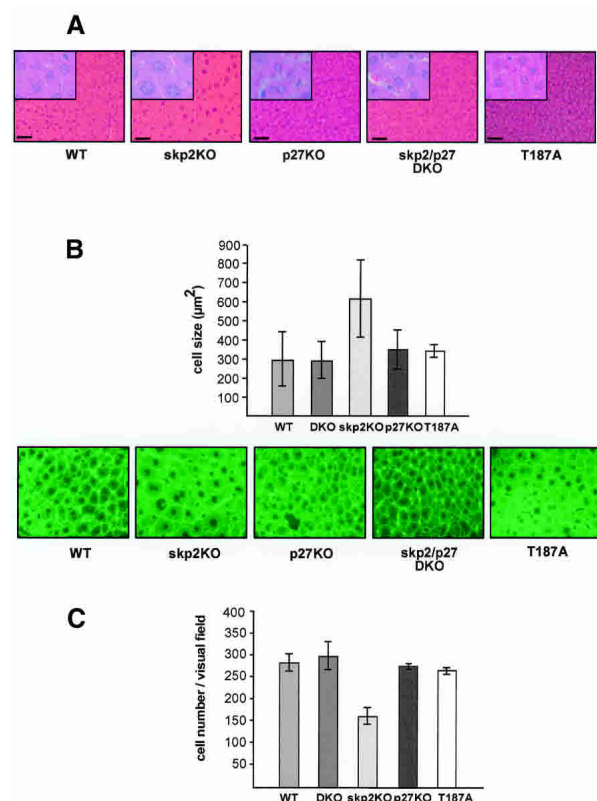 A
WT skp2KO p27KO skp2/p27 T187A
DKO
B
cell size (µm2)
900
800
700
600
500
400
300
200
100
WT DKO skp2KO p27KO T187A
WT skp2KO p27KO skp2/p27 T187A
DKO
C
cell number / visual field
400
350
300
250
200
150
100
50
WT DKO skp2KO p27KO T187A